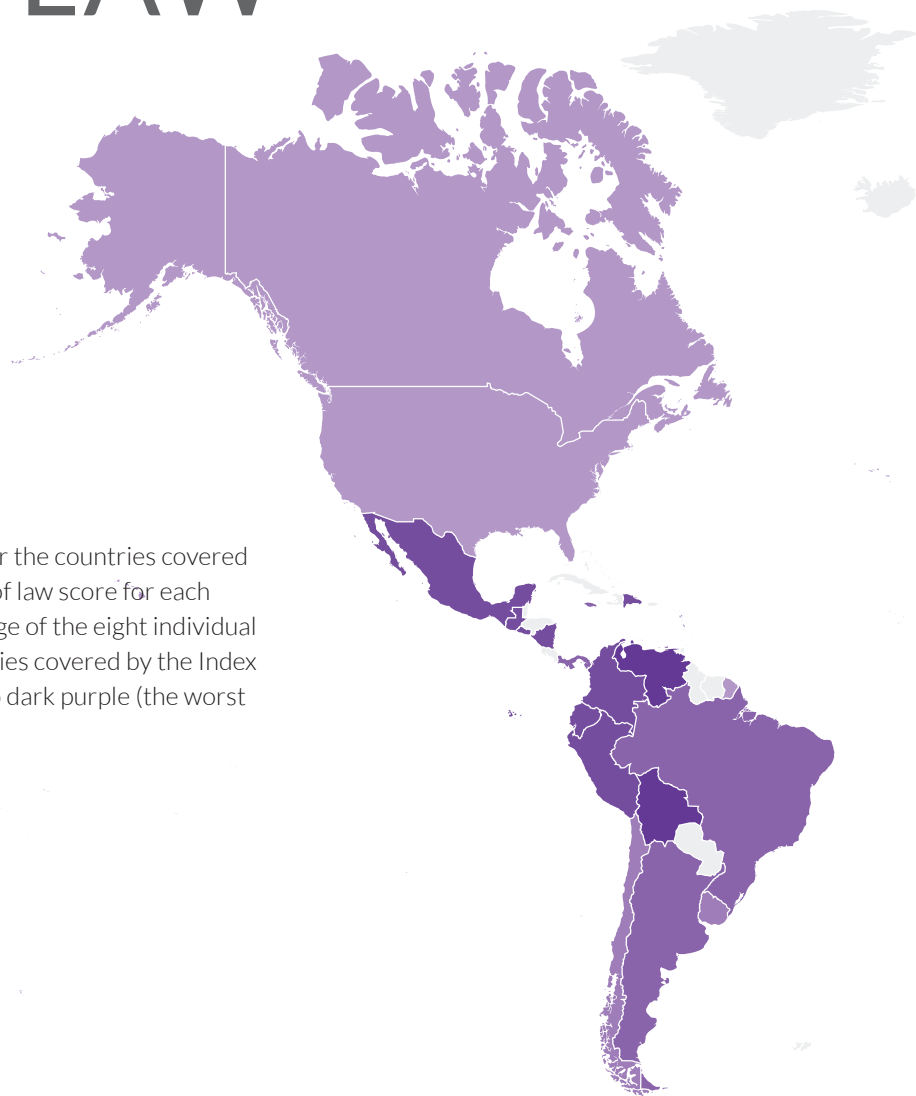 LAW
r the countries covered
of law score for each
ge of the eight individual
ies covered by the Index
o dark purple (the worst